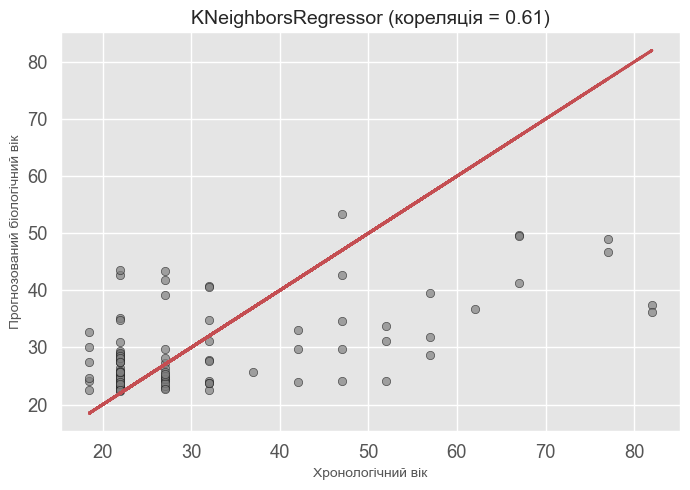 KNeighborsRegressor (кореляція = 0.61)
Прогнозований біологічний вік
80
70
60
50
40
30
20
20 30 40 50 60 70 80
Хронологічний вік